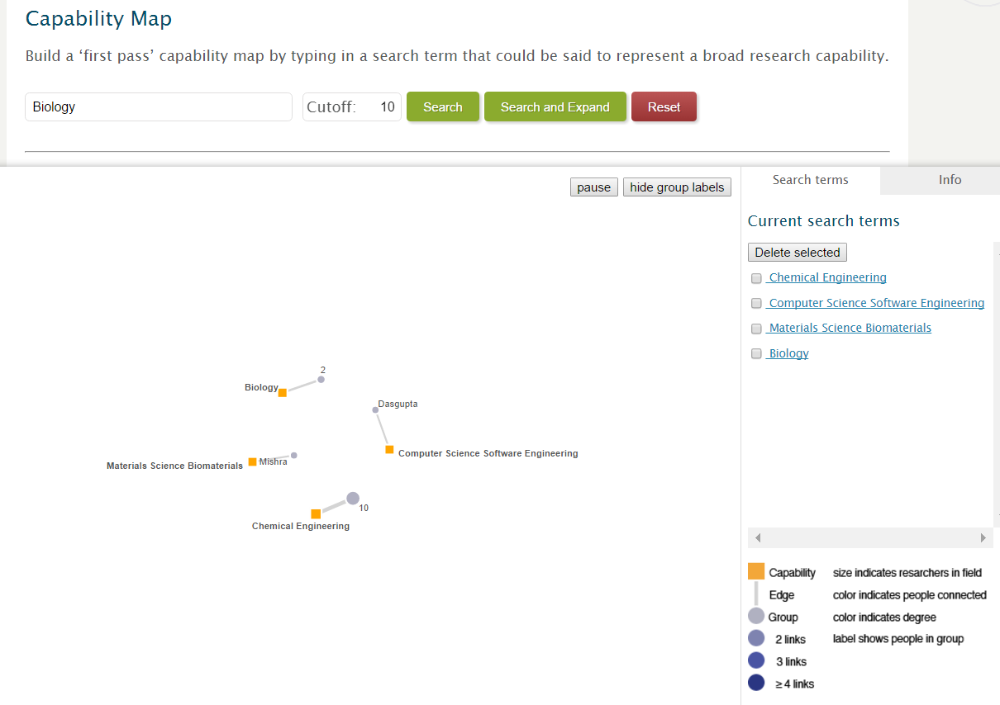 Capability Map
Build a ‘first pass’ capability map by typing in a search term that could be said to represent a broad research capability.
Biology
Cutoff: 10
Search
Search and Expand
Reset
pause
hide group labels
Search terms
Info
Current search terms
Delete selected
Chemical Engineering
Computer Science Software Engineering
Materials Science Biomaterials
Biology
2
Biology
Dasgupta
Computer Science Software Engineering
Mishra
Materials Science Biomaterials
10
Chemical Engineering
Capability size indicates resarchers in field
Edge color indicates people connected
Group color indicates degree
2 links label shows people in group
3 links
≥ 4 links